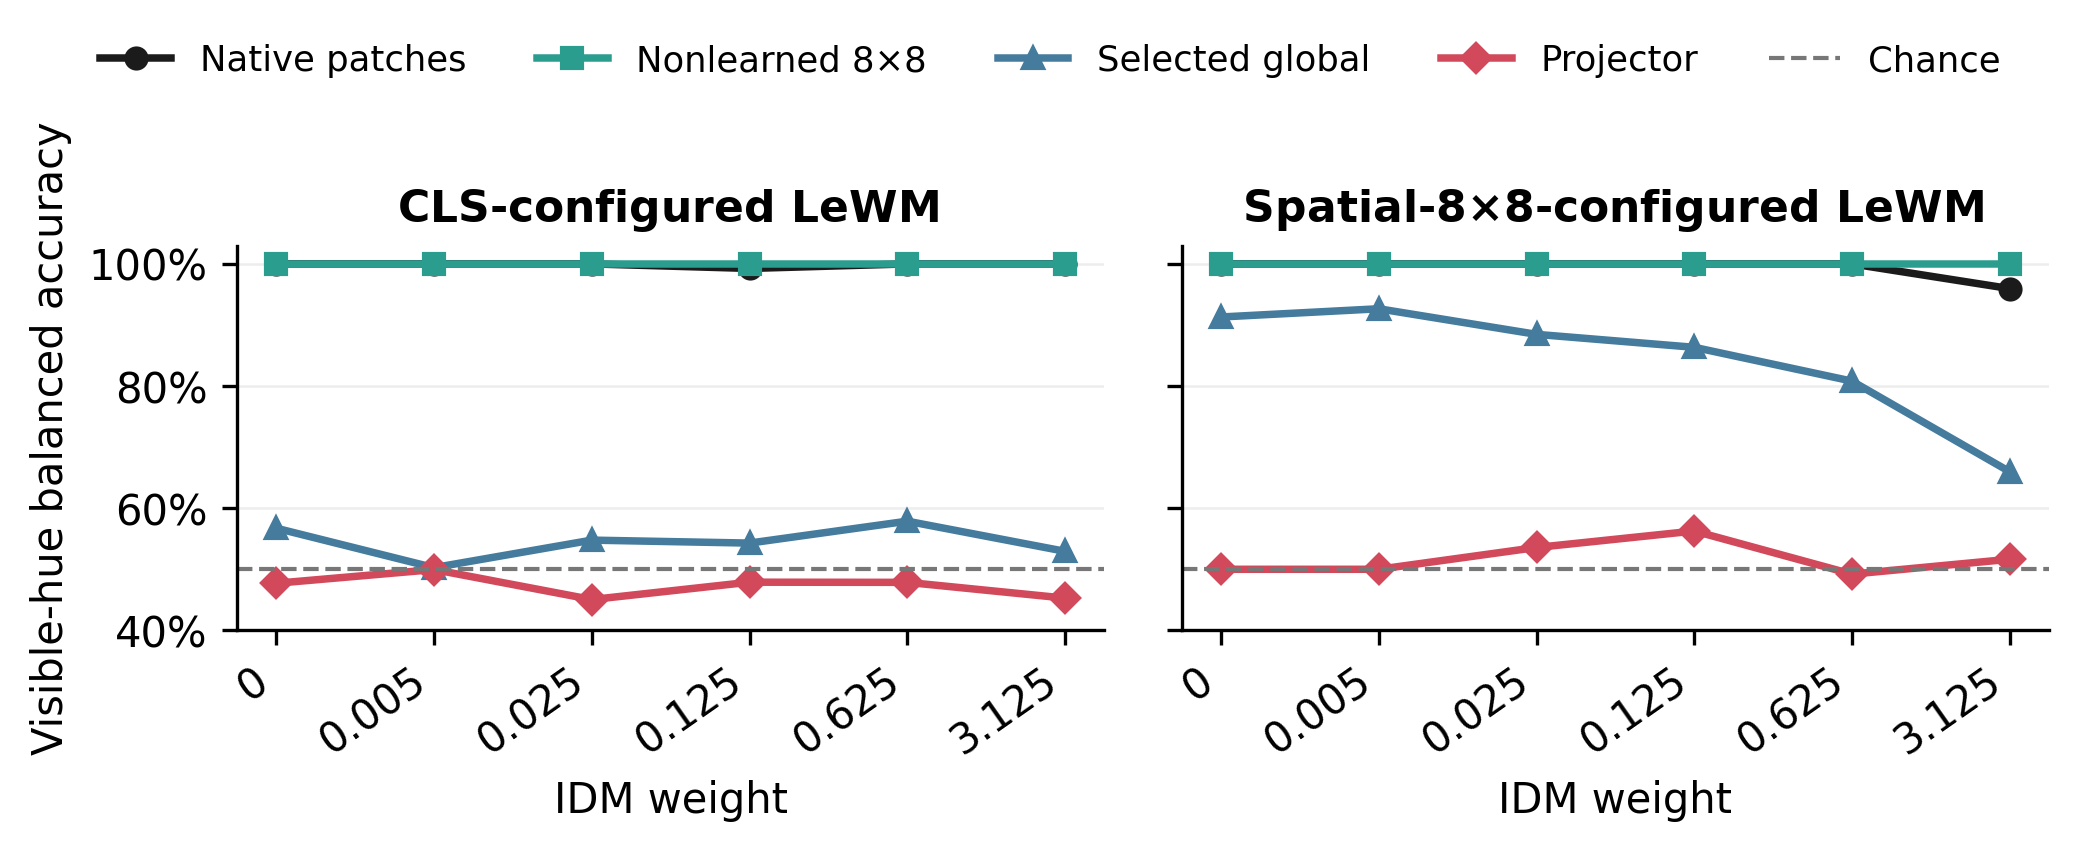 Native patches
Nonlearned 8×8
Selected global
Projector
Chance
Visible-hue balanced accuracy
CLS-configured LeWM
100%
80%
60%
40%
0
0.005
0.025
0.125
0.625
3.125
IDM weight
Spatial-8×8-configured LeWM
0
0.005
0.025
0.125
0.625
3.125
IDM weight